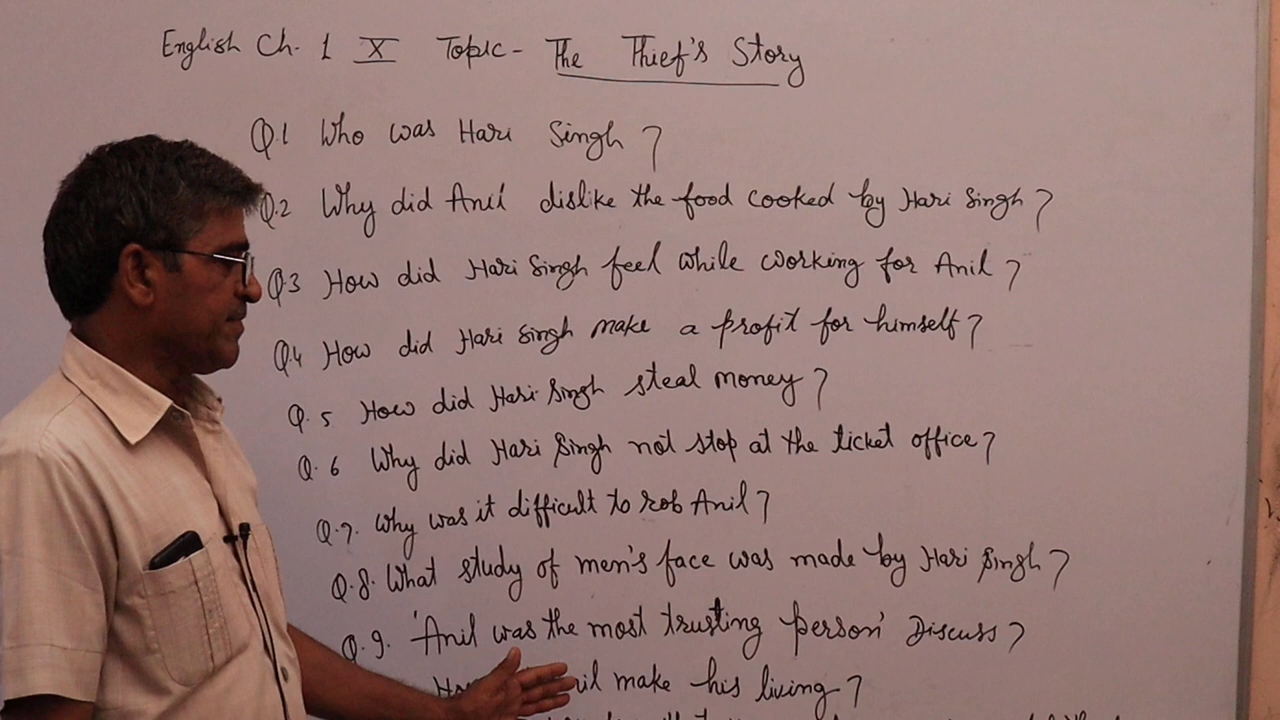 English Ch. 1 X Topic - The Thief's Story
Q.1 Who was Hari Singh ?
Q.2 Why did Anil dislike the food cooked by Hari Singh ?
Q.3 How did Hari Singh feel while working for Anil ?
Q.4 How did Hari Singh make a profit for himself ?
Q. 5 How did Hari Singh steal money ?
Q. 6 Why did Hari Singh not stop at the ticket office ?
Q.7. Why was it difficult to rob Anil ?
Q.8. What study of men's face was made by Hari Singh ?
Q. 9. 'Anil was the most trusting person' Discuss ?
make his living ?